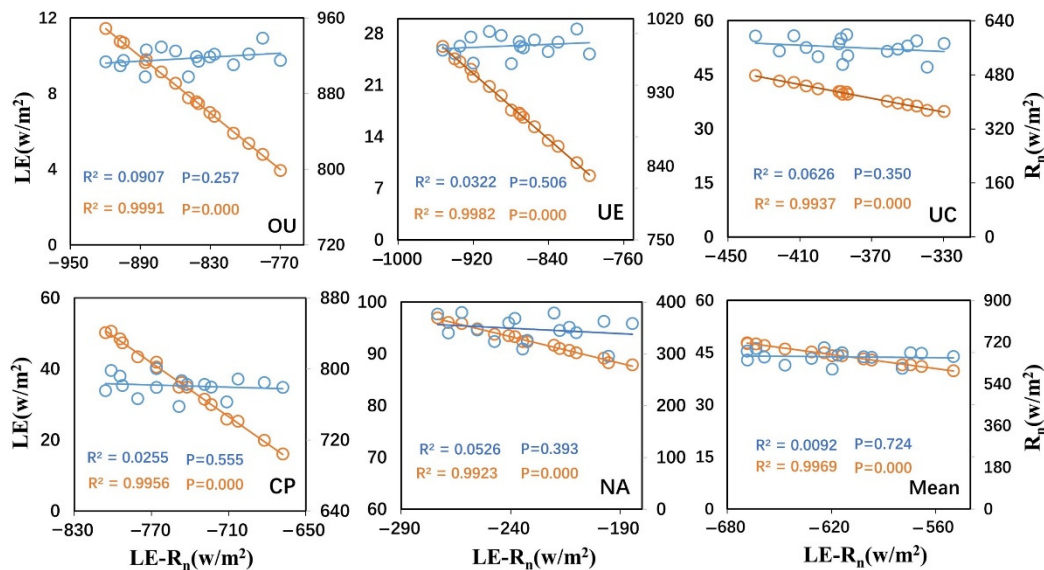 LE(w/m²)
12
8
4
0
960
880
800
720
R² = 0.0907 P=0.257
R² = 0.9991 P=0.000
OU
−950 −890 −830 −770
28
21
14
7
0
1020
930
840
750
R² = 0.0322 P=0.506
R² = 0.9982 P=0.000
UE
−1000 −920 −840 −760
60
45
30
15
0
600
480
360
240
120
0
Rₙ(w/m²)
R² = 0.0626 P=0.350
R² = 0.9937 P=0.000
UC
−450 −410 −370 −330
LE(w/m²)
60
40
20
0
880
800
720
640
R² = 0.0255 P=0.555
R² = 0.9956 P=0.000
CP
−830 −770 −710 −650
LE-Rₙ(w/m²)
100
90
80
70
60
400
300
200
100
0
R² = 0.0526 P=0.393
R² = 0.9923 P=0.000
NA
−290 −240 −190
LE-Rₙ(w/m²)
60
45
30
15
0
900
720
540
360
180
0
Rₙ(w/m²)
R² = 0.0092 P=0.724
R² = 0.9969 P=0.000
Mean
−680 −620 −560
LE-Rₙ(w/m²)